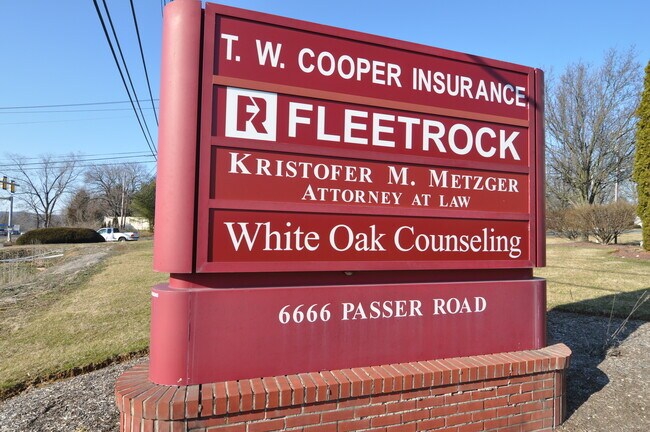 T. W. COOPER INSURANCE
R FLEETROCK
KRISTOFER M. METZGER
ATTORNEY AT LAW
White Oak Counseling
6666 PASSER ROAD